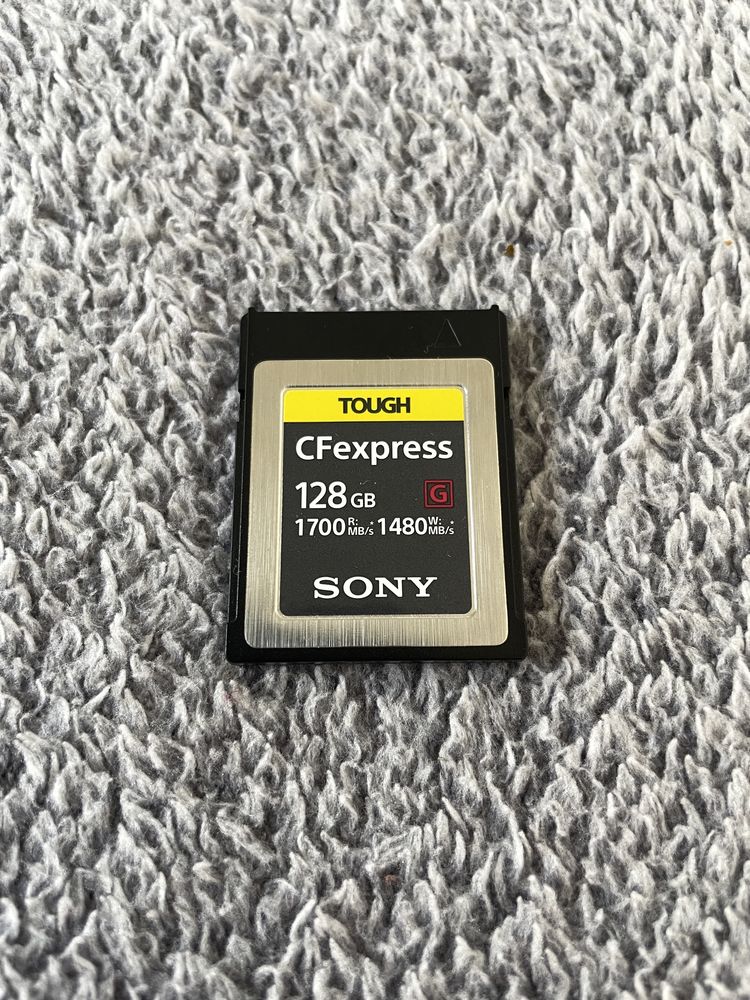 TOUGH
CFexpress
128 GB G
1700 R: MB/s* 1480 W: MB/s*
SONY